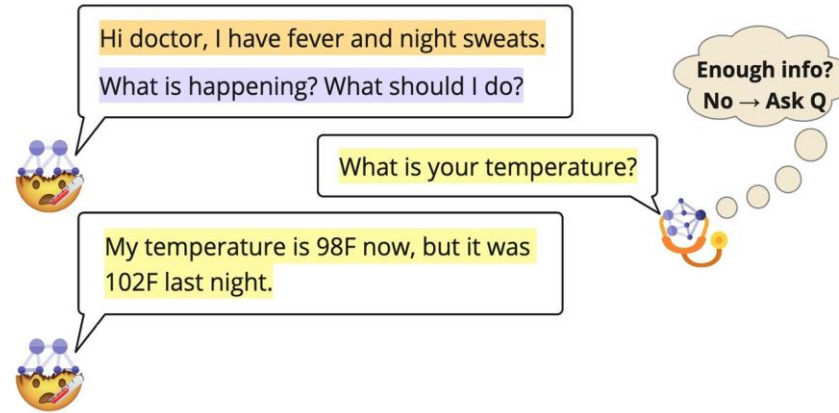 Hi doctor, I have fever and night sweats.
What is happening? What should I do?
Enough info?
No → Ask Q
What is your temperature?
My temperature is 98F now, but it was
102F last night.